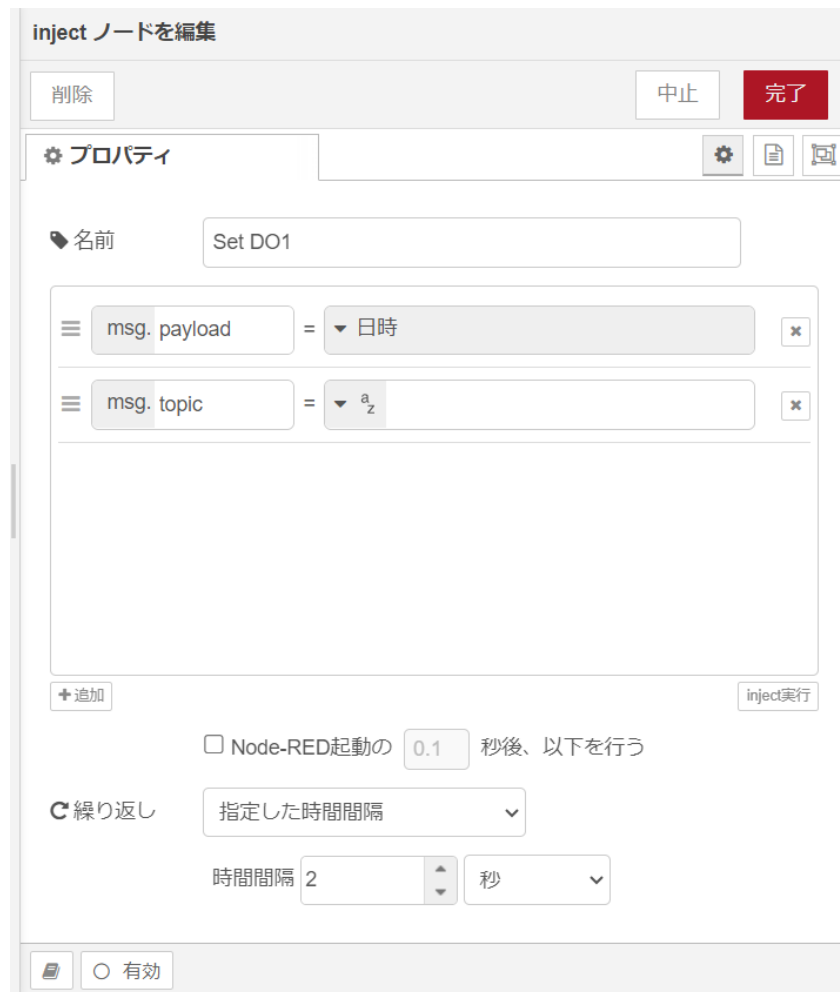 inject ノードを編集
削除 中止 完了
プロパティ
名前 Set DO1
msg. payload = 日時
msg. topic = az
追加 inject実行
Node-RED起動の 0.1 秒後、以下を行う
繰り返し 指定した時間間隔
時間間隔 2 秒
有効